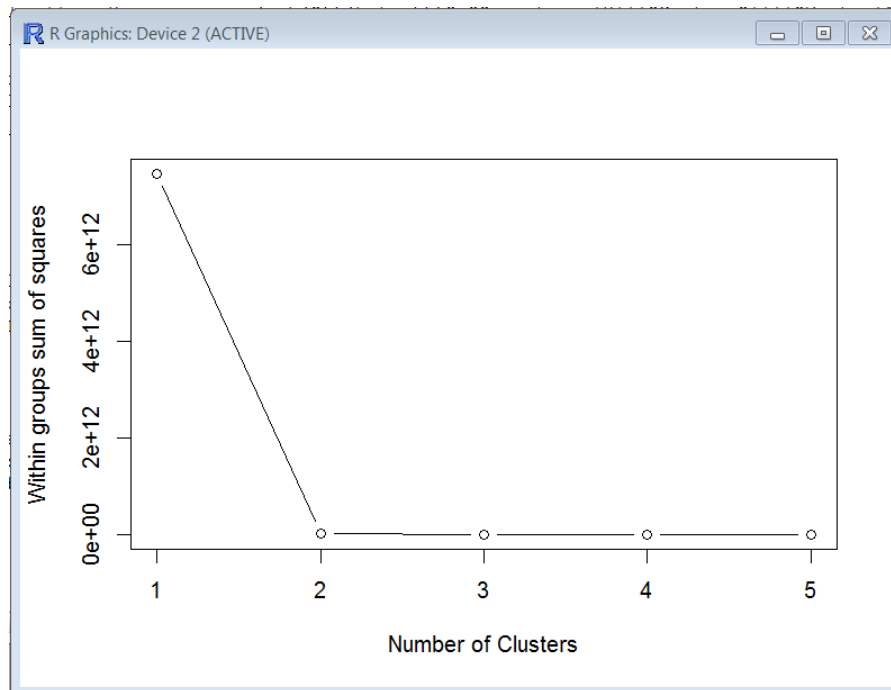 R Graphics: Device 2 (ACTIVE)
Within groups sum of squares
6e+12
4e+12
2e+12
0e+00
1 2 3 4 5
Number of Clusters